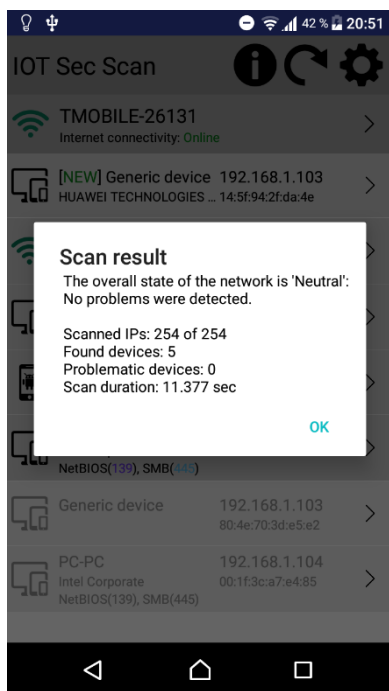 42 % 20:51
IOT Sec Scan
TMOBILE-26131
Internet connectivity: Online
[NEW] Generic device 192.168.1.103
HUAWEI TECHNOLOGIES ... 14:5f:94:2f:da:4e
Scan result
The overall state of the network is 'Neutral':
No problems were detected.
Scanned IPs: 254 of 254
Found devices: 5
Problematic devices: 0
Scan duration: 11.377 sec
OK
NetBIOS(139), SMB(445)
Generic device 192.168.1.103
80:4e:70:3d:e5:e2
PC-PC 192.168.1.104
Intel Corporate 00:1f:3c:a7:e4:85
NetBIOS(139), SMB(445)